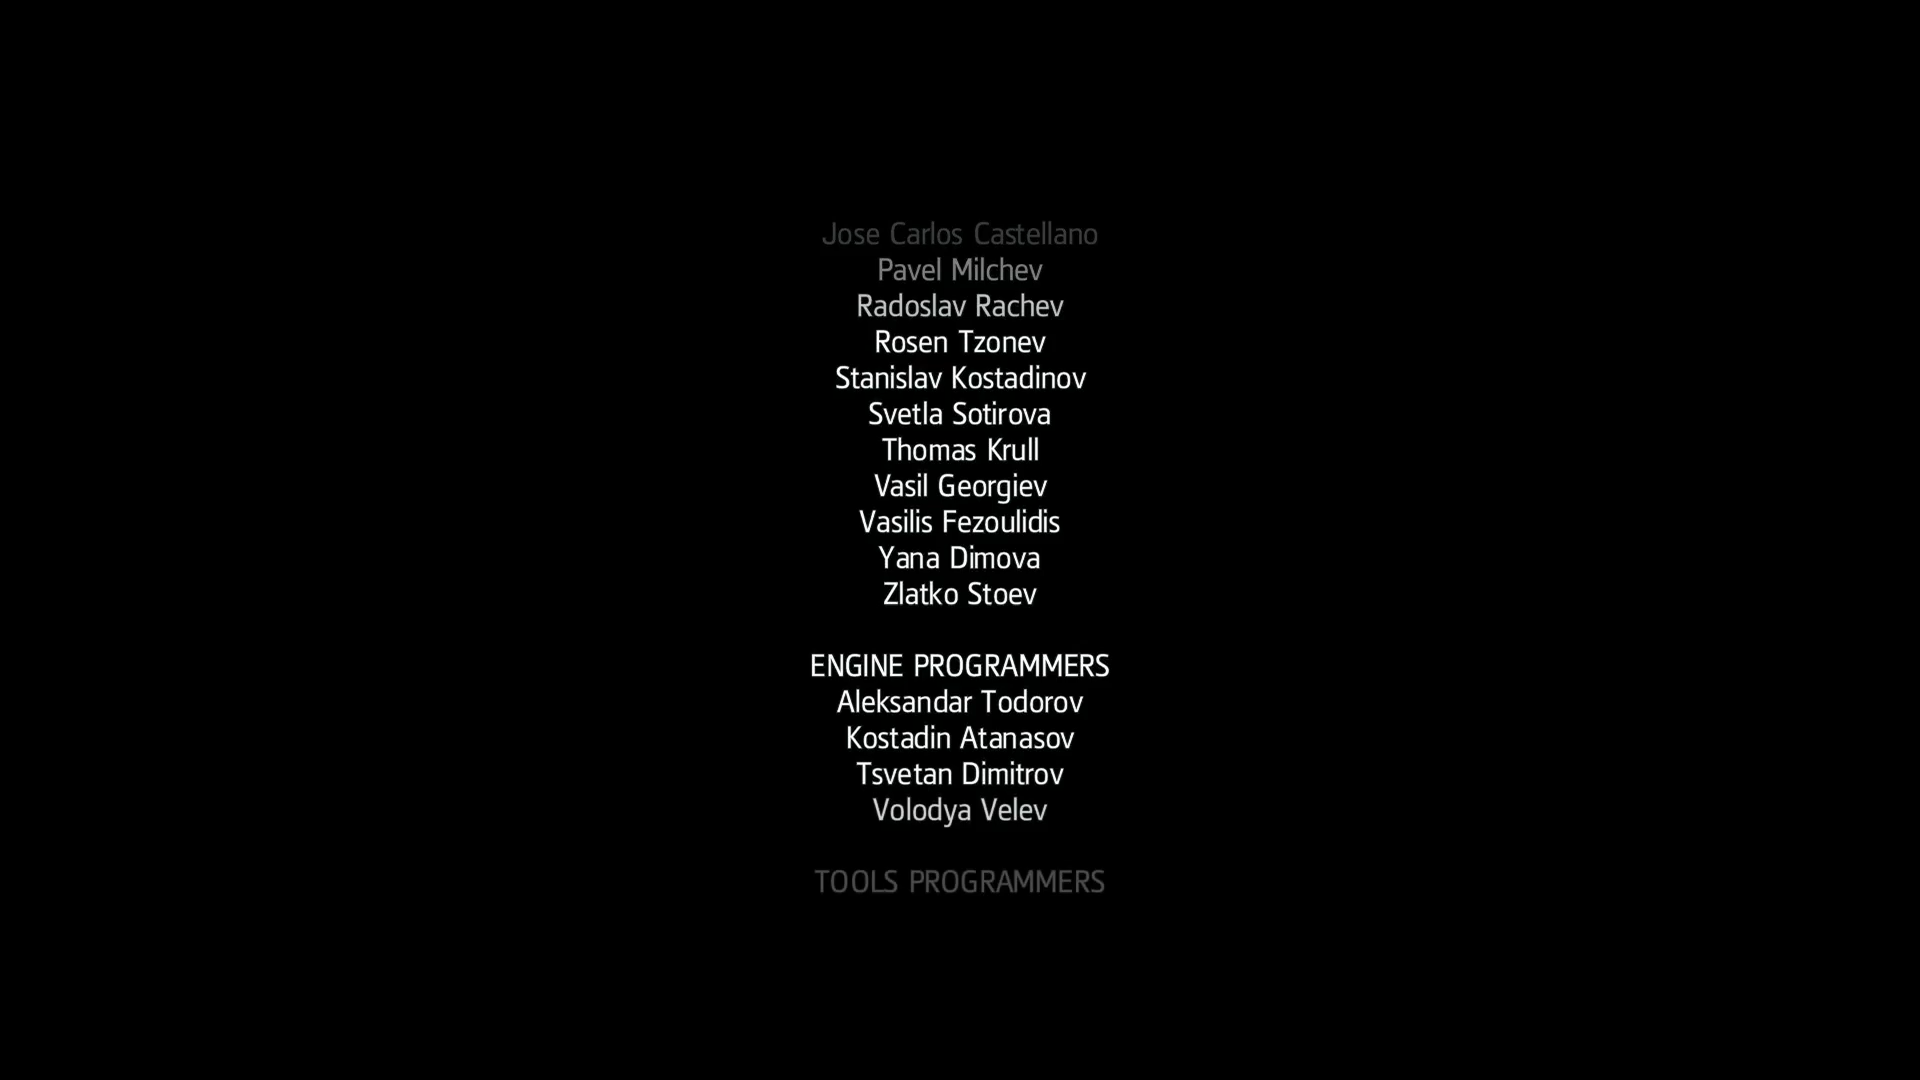 Jose Carlos Castellano
Pavel Milchev
Radoslav Rachev
Rosen Tzonev
Stanislav Kostadinov
Svetla Sotirova
Thomas Krull
Vasil Georgiev
Vasilis Fezoulidis
Yana Dimova
Zlatko Stoev
ENGINE PROGRAMMERS
Aleksandar Todorov
Kostadin Atanasov
Tsvetan Dimitrov
Volodya Velev
TOOLS PROGRAMMERS